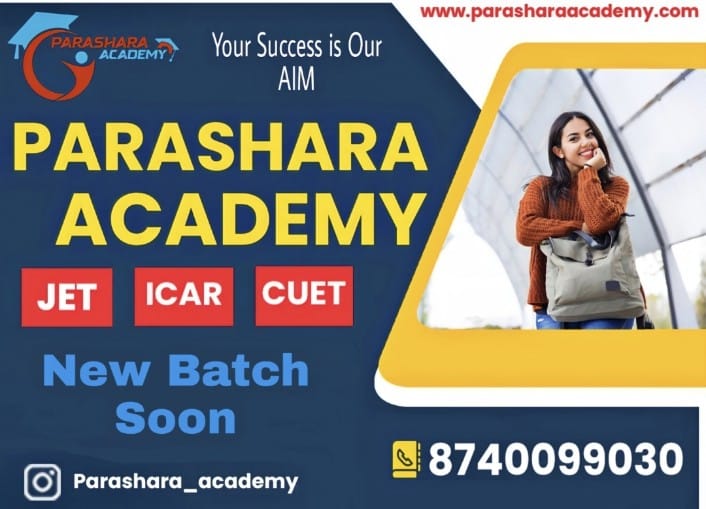 www.parasharaacademy.com
PARASHARA
ACADEMY
Your Success is Our
AIM
PARASHARA
ACADEMY
JET
ICAR
CUET
New Batch
Soon
Parashara_academy
8740099030